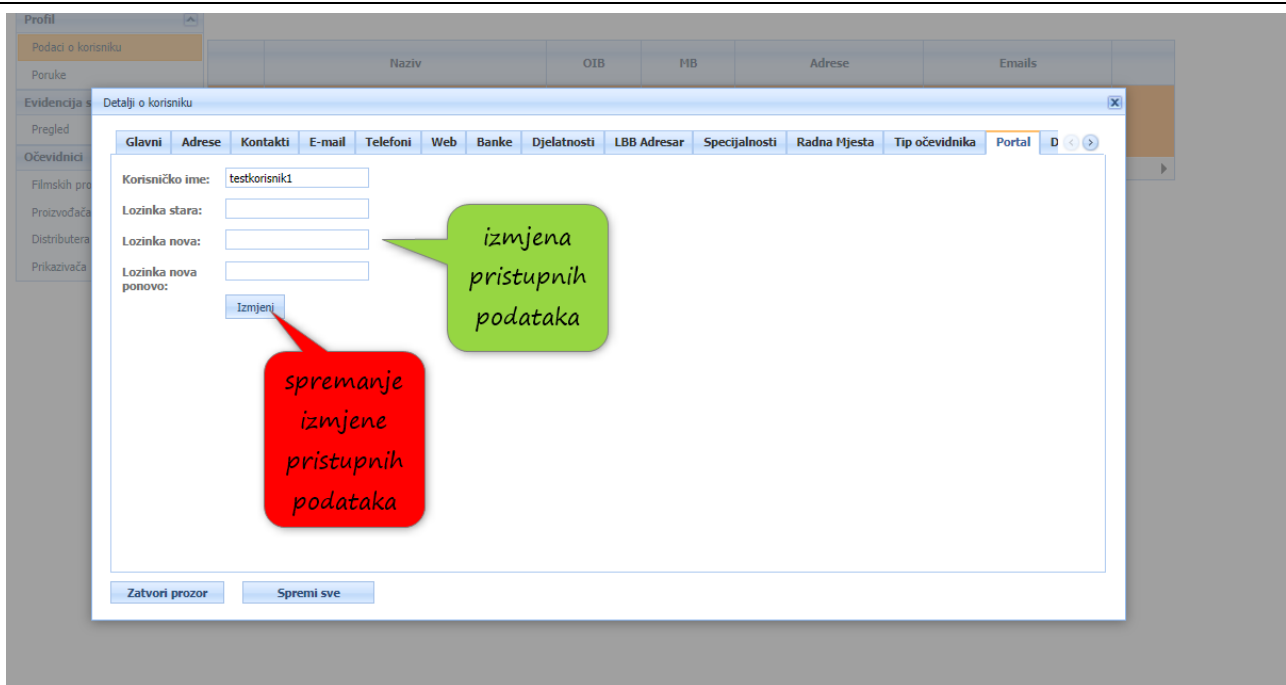 Profil
Podaci o korisniku
Poruke
Evidencija s
Pregled
Očevidnici
Filmskih pro
Proizvođača
Distributera
Prikazivača
Naziv OIB MB Adrese Emails
Detalji o korisniku
Glavni Adrese Kontakti E-mail Telefoni Web Banke Djelatnosti LBB Adresar Specijalnosti Radna Mjesta Tip očevidnika Portal D
Korisničko ime: testkorisnik1
Lozinka stara:
Lozinka nova:
Lozinka nova
ponovo:
Izmjeni
izmjena
pristupnih
podataka
spremanje
izmjene
pristupnih
podataka
Zatvori prozor Spremi sve